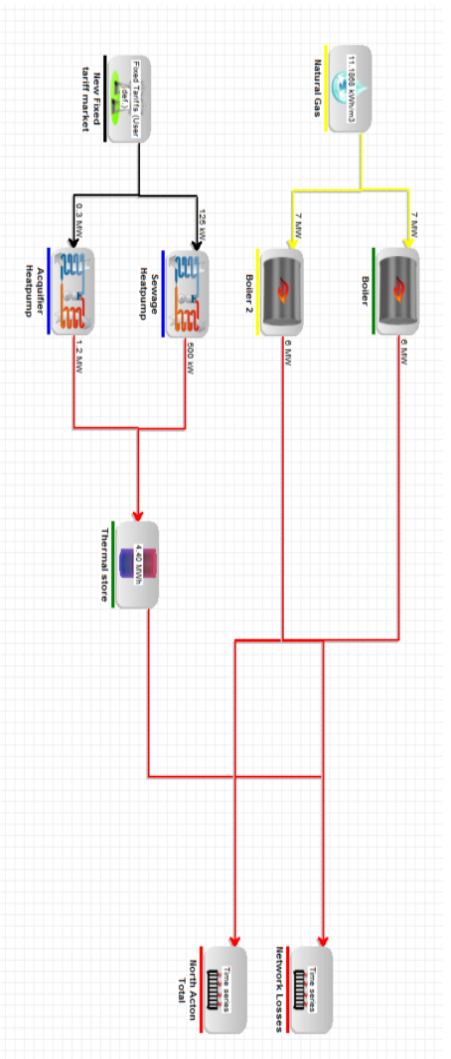 11.1868 kWh/m3
Natural Gas
Fixed Tariffs (User
def.)
New Fixed
tariff market
7 MW
7 MW
125 kW
0.3 MW
Boiler
Boiler 2
Sewage
Heatpump
Acquifier
Heatpump
6 MW
6 MW
500 kW
1.2 MW
4.40 MWh
Thermal store
Time series
Network Losses
Time series
North Acton
Total